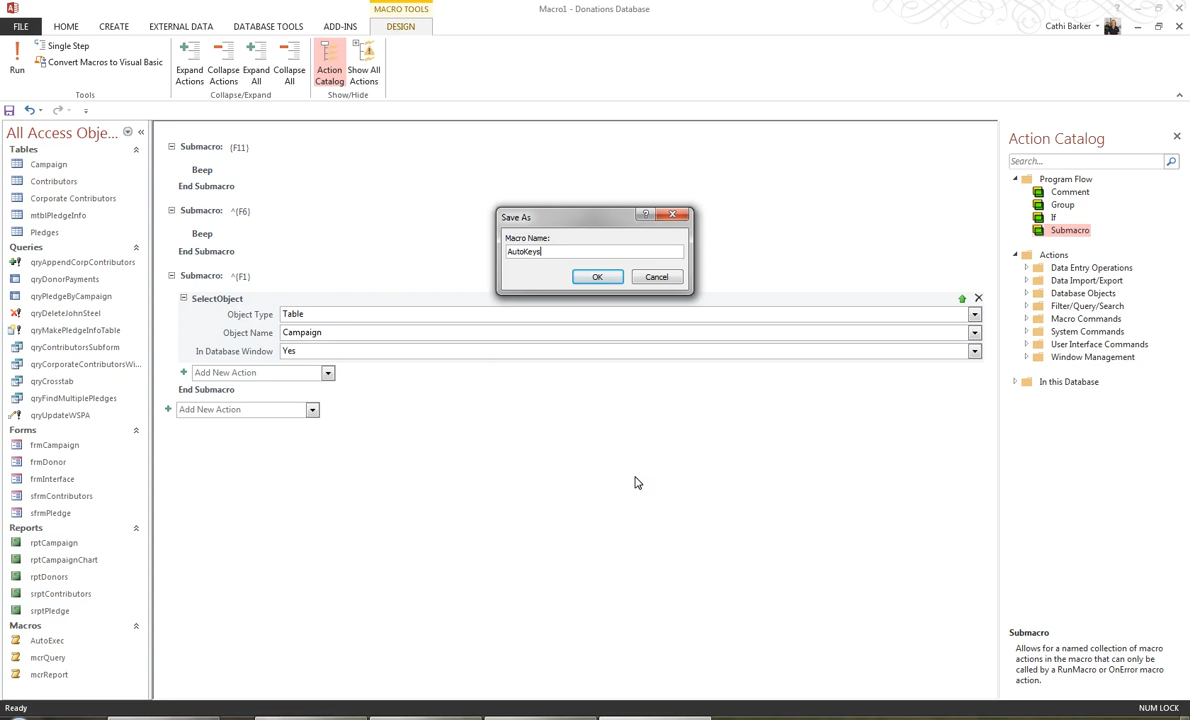 MACRO TOOLS
Macro1 - Donations Database
FILE HOME CREATE EXTERNAL DATA DATABASE TOOLS ADD-INS DESIGN
Cathi Barker
Run
Single Step
Convert Macros to Visual Basic
Expand Actions
Collapse Actions
Expand All
Collapse All
Action Catalog
Show All Actions
Tools
Collapse/Expand
Show/Hide
All Access Obje...
Tables
Campaign
Contributors
Corporate Contributors
mtblPledgeInfo
Pledges
Queries
qryAppendCorpContributors
qryDonorPayments
qryPledgeByCampaign
qryDeleteJohnSteel
qryMakePledgeInfoTable
qryContributorsSubform
qryCorporateContributorsWi...
qryCrosstab
qryFindMultiplePledges
qryUpdateWSPA
Forms
frmCampaign
frmDonor
frmInterface
sfrmContributors
sfrmPledge
Reports
rptCampaign
rptCampaignChart
rptDonors
srptContributors
srptPledge
Macros
AutoExec
mcrQuery
mcrReport
Submacro: {F11}
Beep
End Submacro
Submacro: ^{F6}
Beep
End Submacro
Submacro: ^{F1}
SelectObject
Object Type Table
Object Name Campaign
In Database Window Yes
Add New Action
End Submacro
Add New Action
Save As
Macro Name:
AutoKeys
OK Cancel
Action Catalog
Search...
Program Flow
Comment
Group
If
Submacro
Actions
Data Entry Operations
Data Import/Export
Database Objects
Filter/Query/Search
Macro Commands
System Commands
User Interface Commands
Window Management
In this Database
Submacro
Allows for a named collection of macro
actions in the macro that can only be
called by a RunMacro or OnError macro
action.
Ready
NUM LOCK